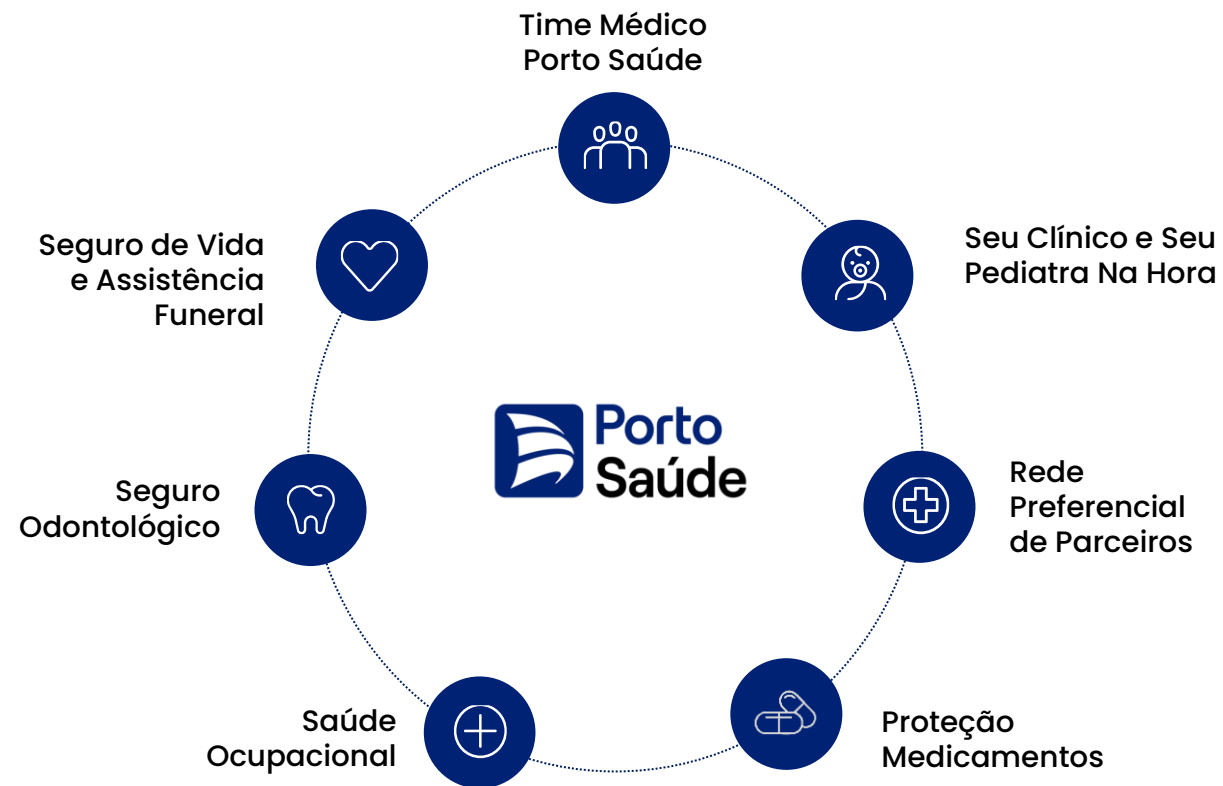 Time Médico
Porto Saúde
Seu Clínico e Seu
Pediatra Na Hora
Seguro de Vida
e Assistência
Funeral
Porto
Saúde
Rede
Preferencial
de Parceiros
Seguro
Odontológico
Proteção
Medicamentos
Saúde
Ocupacional